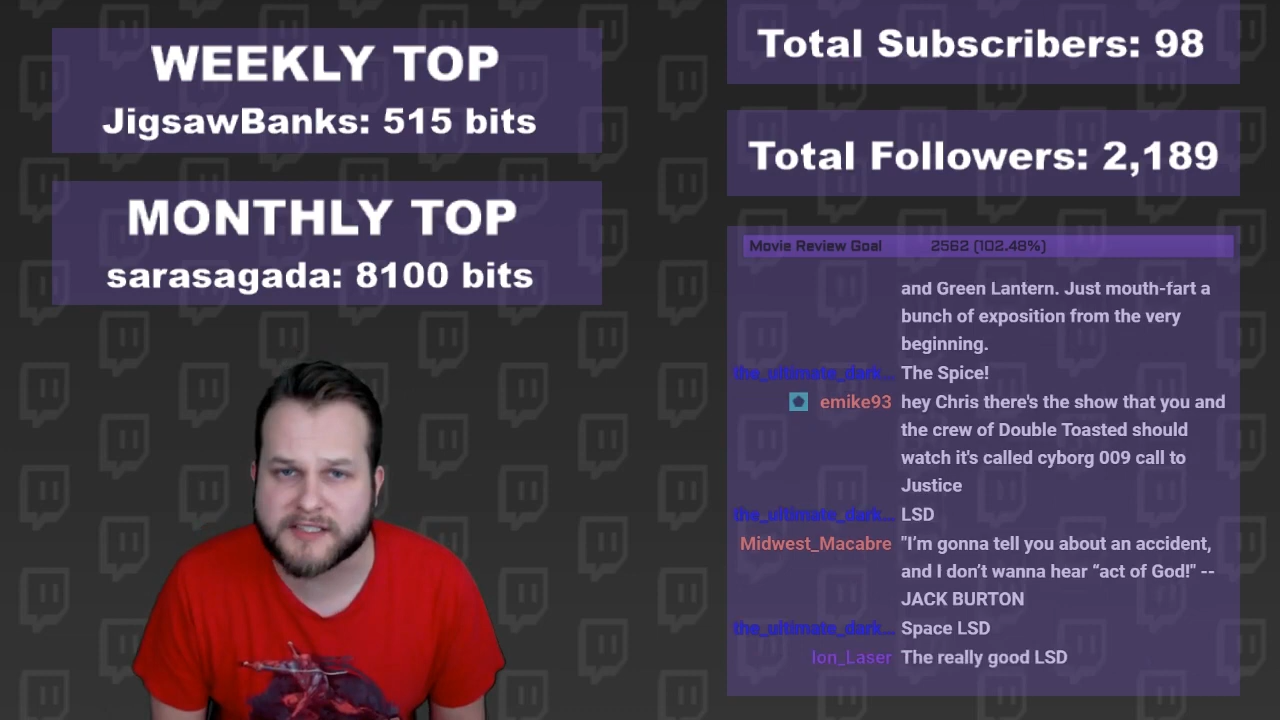 WEEKLY TOP
JigsawBanks: 515 bits
MONTHLY TOP
sarasagada: 8100 bits
Total Subscribers: 98
Total Followers: 2,189
Movie Review Goal 2562 (102.48%)
and Green Lantern. Just mouth-fart a
bunch of exposition from the very
beginning.
the_ultimate_dark... The Spice!
emike93 hey Chris there's the show that you and
the crew of Double Toasted should
watch it's called cyborg 009 call to
Justice
the_ultimate_dark... LSD
Midwest_Macabre "I’m gonna tell you about an accident,
and I don’t wanna hear “act of God!" --
JACK BURTON
the_ultimate_dark... Space LSD
Ion_Laser The really good LSD